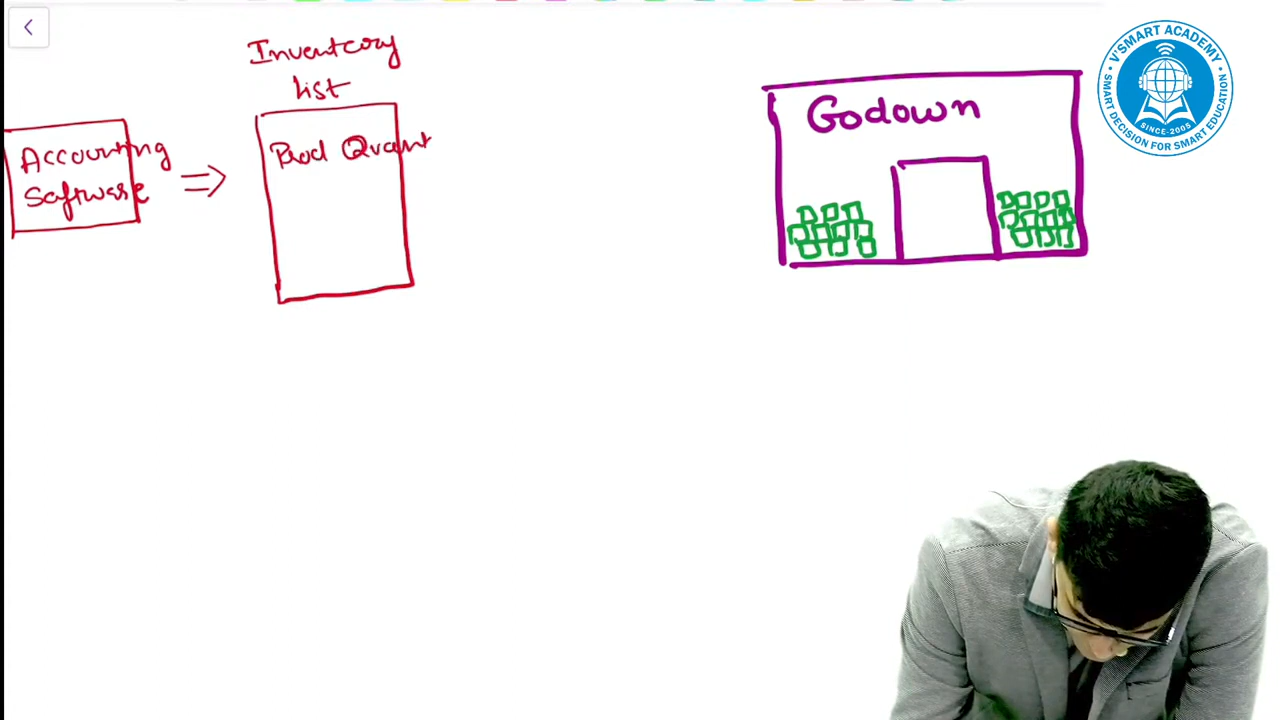 Inventory
List
Accounting
Software
Prod Quant
Godown
V'SMART ACADEMY
SINCE-2005
SMART DECISION FOR SMART EDUCATION